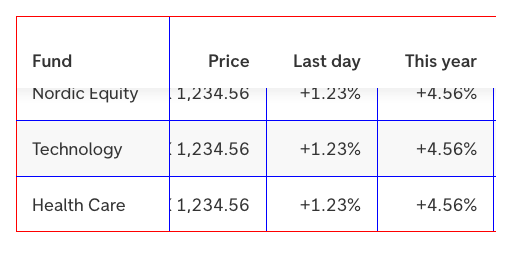 Fund Price Last day This year
Nordic Equity 1,234.56 +1.23% +4.56%
Technology 1,234.56 +1.23% +4.56%
Health Care 1,234.56 +1.23% +4.56%